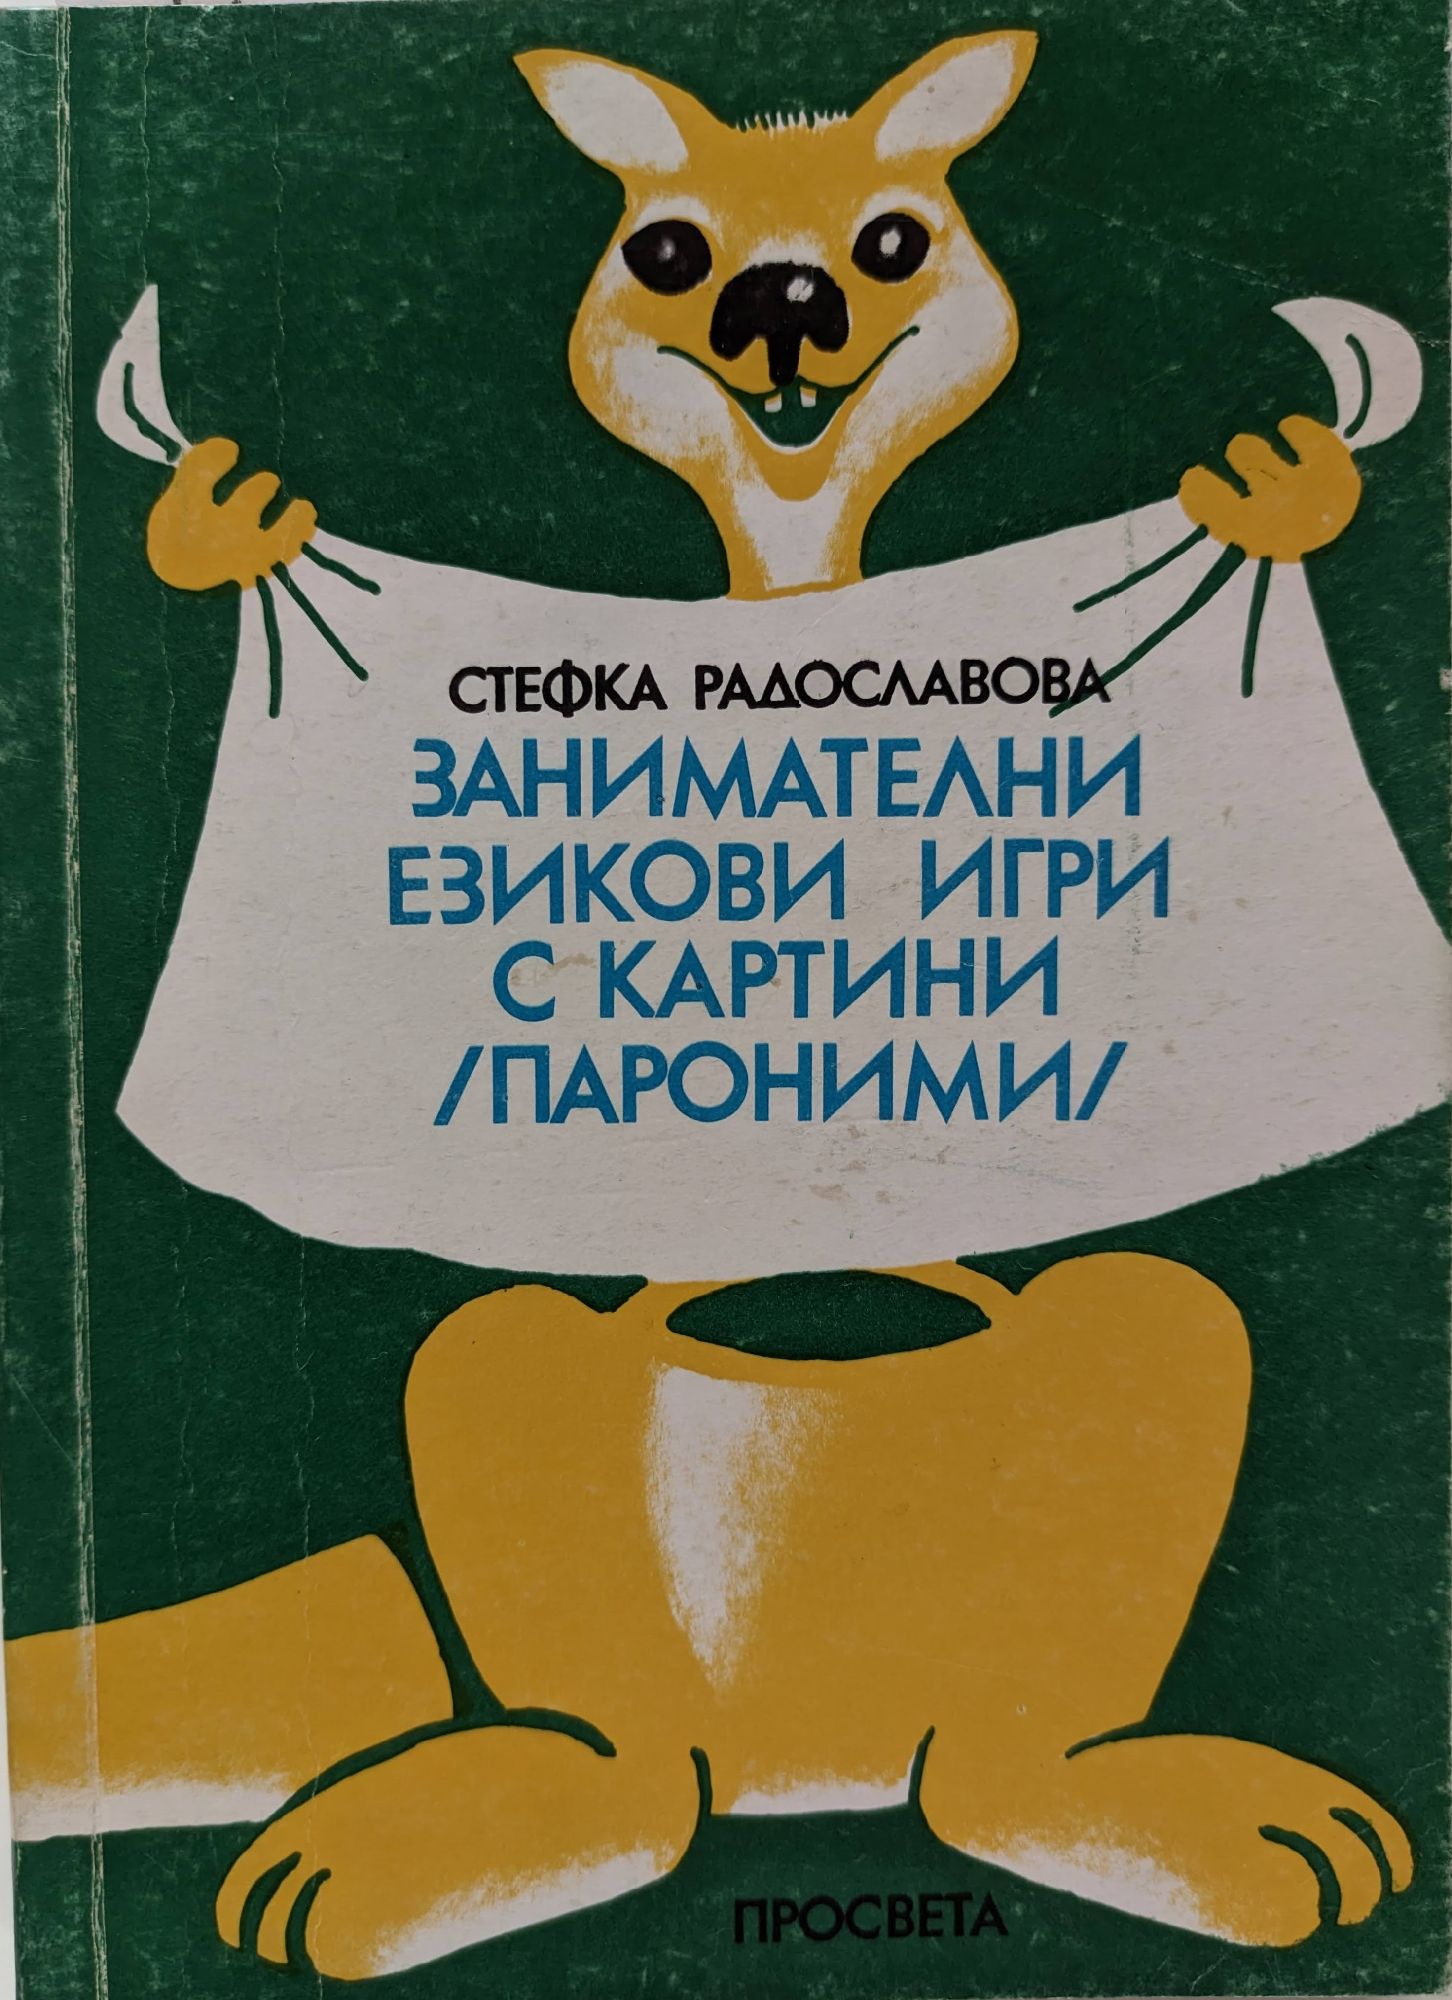 СТЕФКА РАДОСЛАВОВА
ЗАНИМАТЕЛНИ
ЕЗИКОВИ ИГРИ
С КАРТИНИ
/ПАРОНИМИ/
ПРОСВЕТА